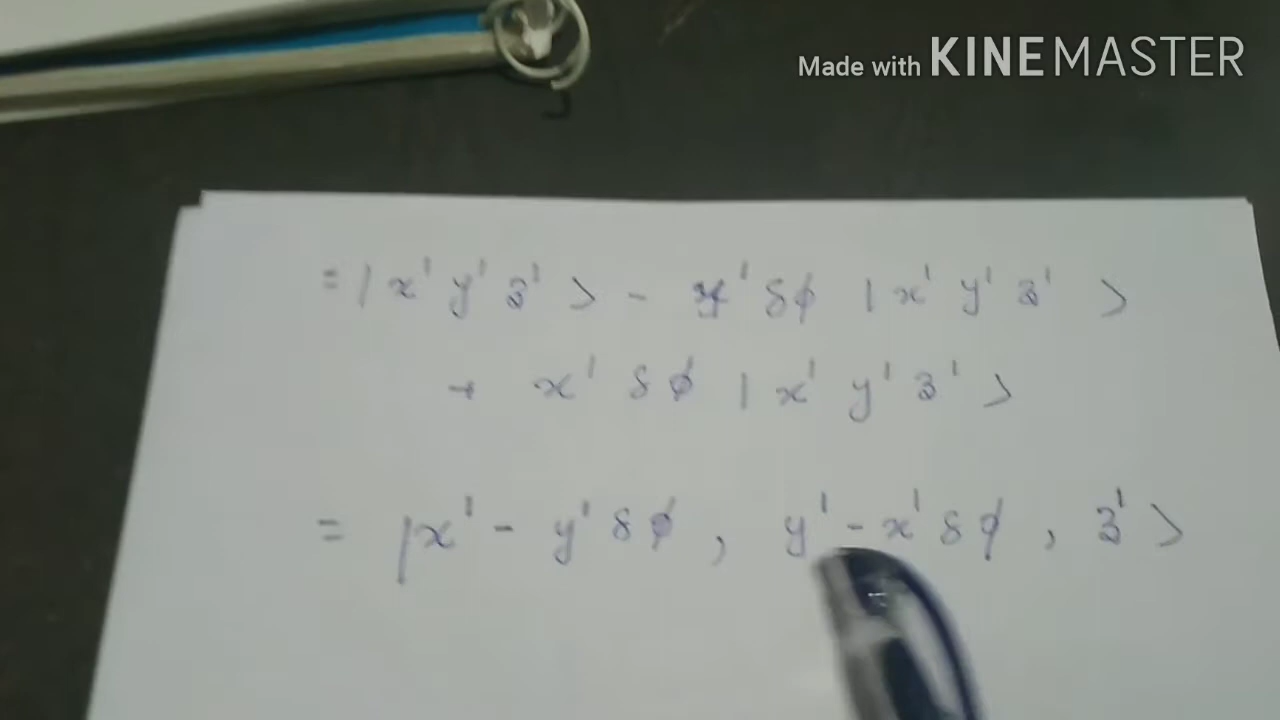 Made with KINEMASTER
= | x' y' z' > - y' δφ | x' y' z' >
+ x' δφ | x' y' z' >
= | x' - y' δφ , y' - x' δφ , z' >